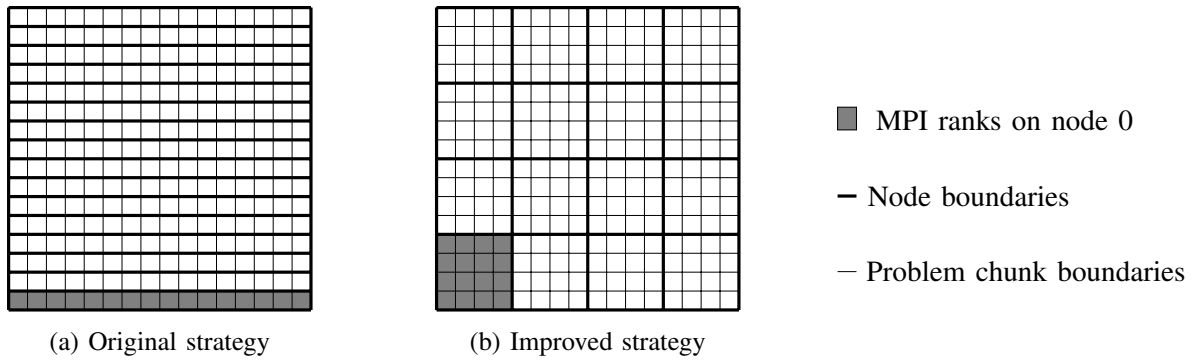 MPI ranks on node 0
Node boundaries
Problem chunk boundaries
(a) Original strategy
(b) Improved strategy